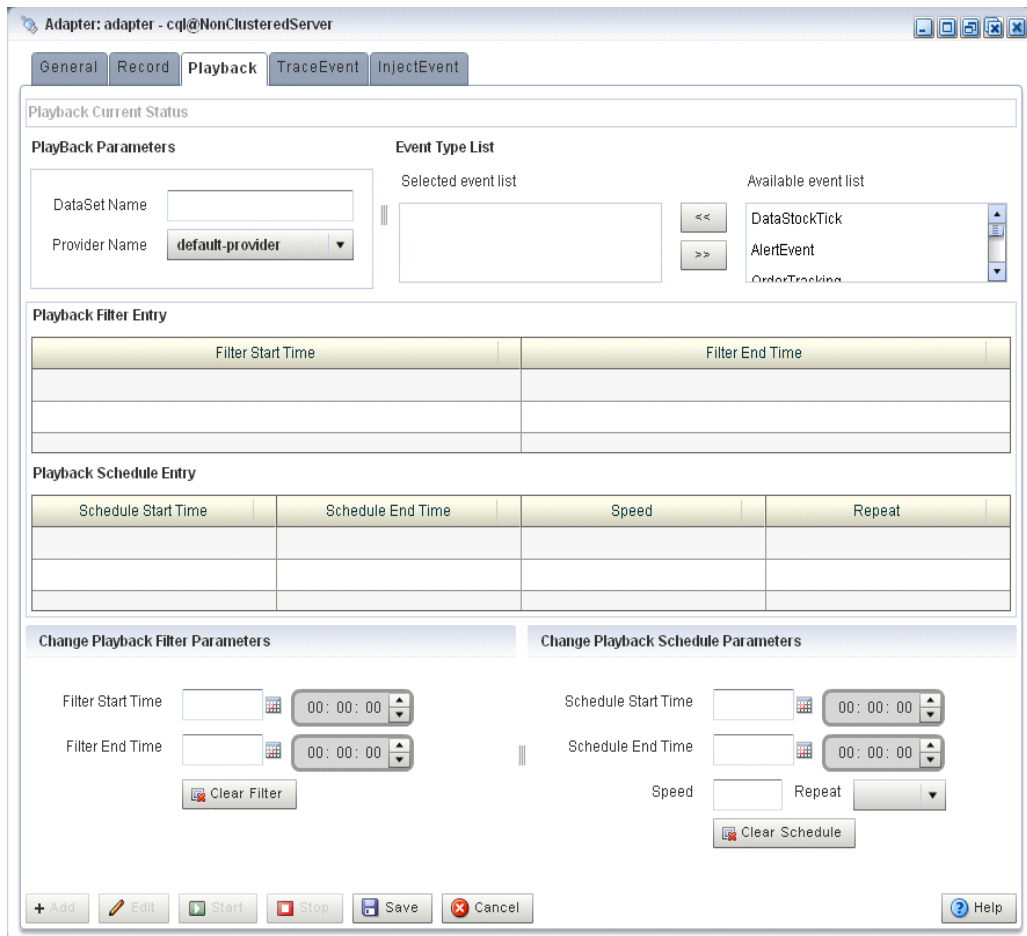 Adapter: adapter - cql@NonClusteredServer
General Record Playback TraceEvent InjectEvent
Playback Current Status
PlayBack Parameters
DataSet Name
Provider Name default-provider
Event Type List
Selected event list
<<
>>
Available event list
DataStockTick
AlertEvent
OrderTracking
Playback Filter Entry
Filter Start Time Filter End Time
Playback Schedule Entry
Schedule Start Time Schedule End Time Speed Repeat
Change Playback Filter Parameters
Filter Start Time 00: 00: 00
Filter End Time 00: 00: 00
Clear Filter
Change Playback Schedule Parameters
Schedule Start Time 00: 00: 00
Schedule End Time 00: 00: 00
Speed Repeat
Clear Schedule
+ Add Edit Start Stop Save Cancel ? Help